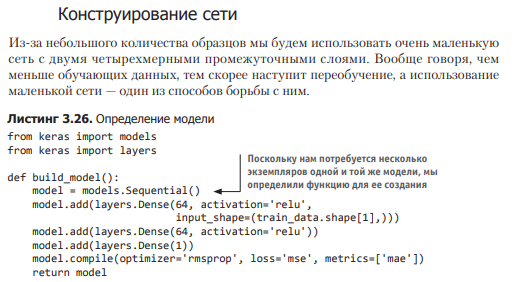 Конструирование сети
Из-за небольшого количества образцов мы будем использовать очень маленькую
сеть с двумя четырехмерными промежуточными слоями. Вообще говоря, чем
меньше обучающих данных, тем скорее наступит переобучение, а использование
маленькой сети — один из способов борьбы с ним.
Листинг 3.26. Определение модели
from keras import models
from keras import layers
Поскольку нам потребуется несколько
экземпляров одной и той же модели, мы
определили функцию для ее создания
def build_model():
    model = models.Sequential()
    model.add(layers.Dense(64, activation='relu',
                           input_shape=(train_data.shape[1],)))
    model.add(layers.Dense(64, activation='relu'))
    model.add(layers.Dense(1))
    model.compile(optimizer='rmsprop', loss='mse', metrics=['mae'])
    return model